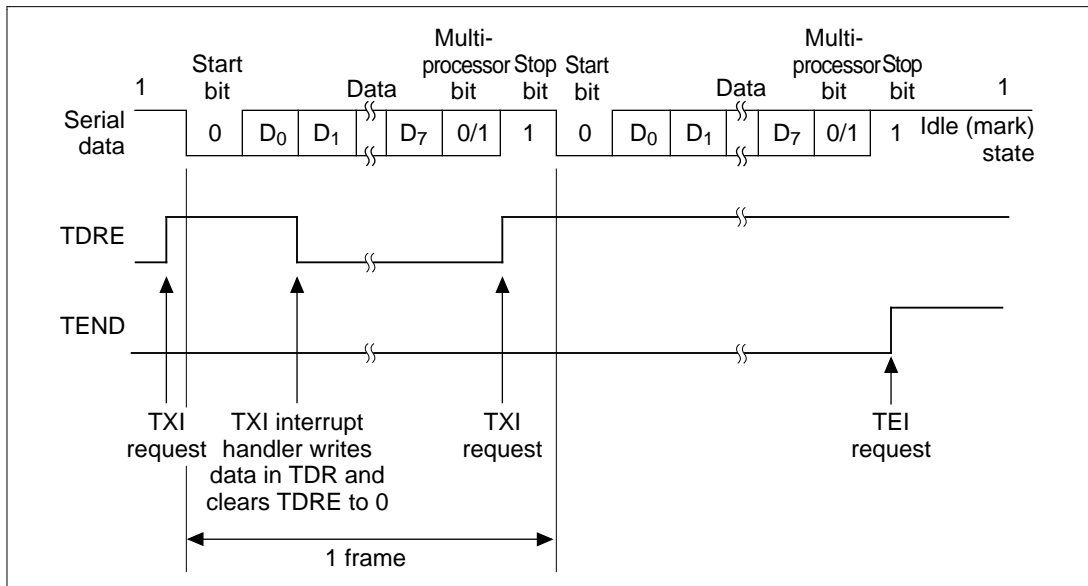 Multi- Multi-
Start processor Stop Start processor Stop
1 bit Data bit bit bit Data bit bit 1
Serial data 0 D0 D1 D7 0/1 1 0 D0 D1 D7 0/1 1 Idle (mark) state
TDRE
TEND
TXI request
TXI interrupt
handler writes
data in TDR and
clears TDRE to 0
TXI request
TEI request
1 frame